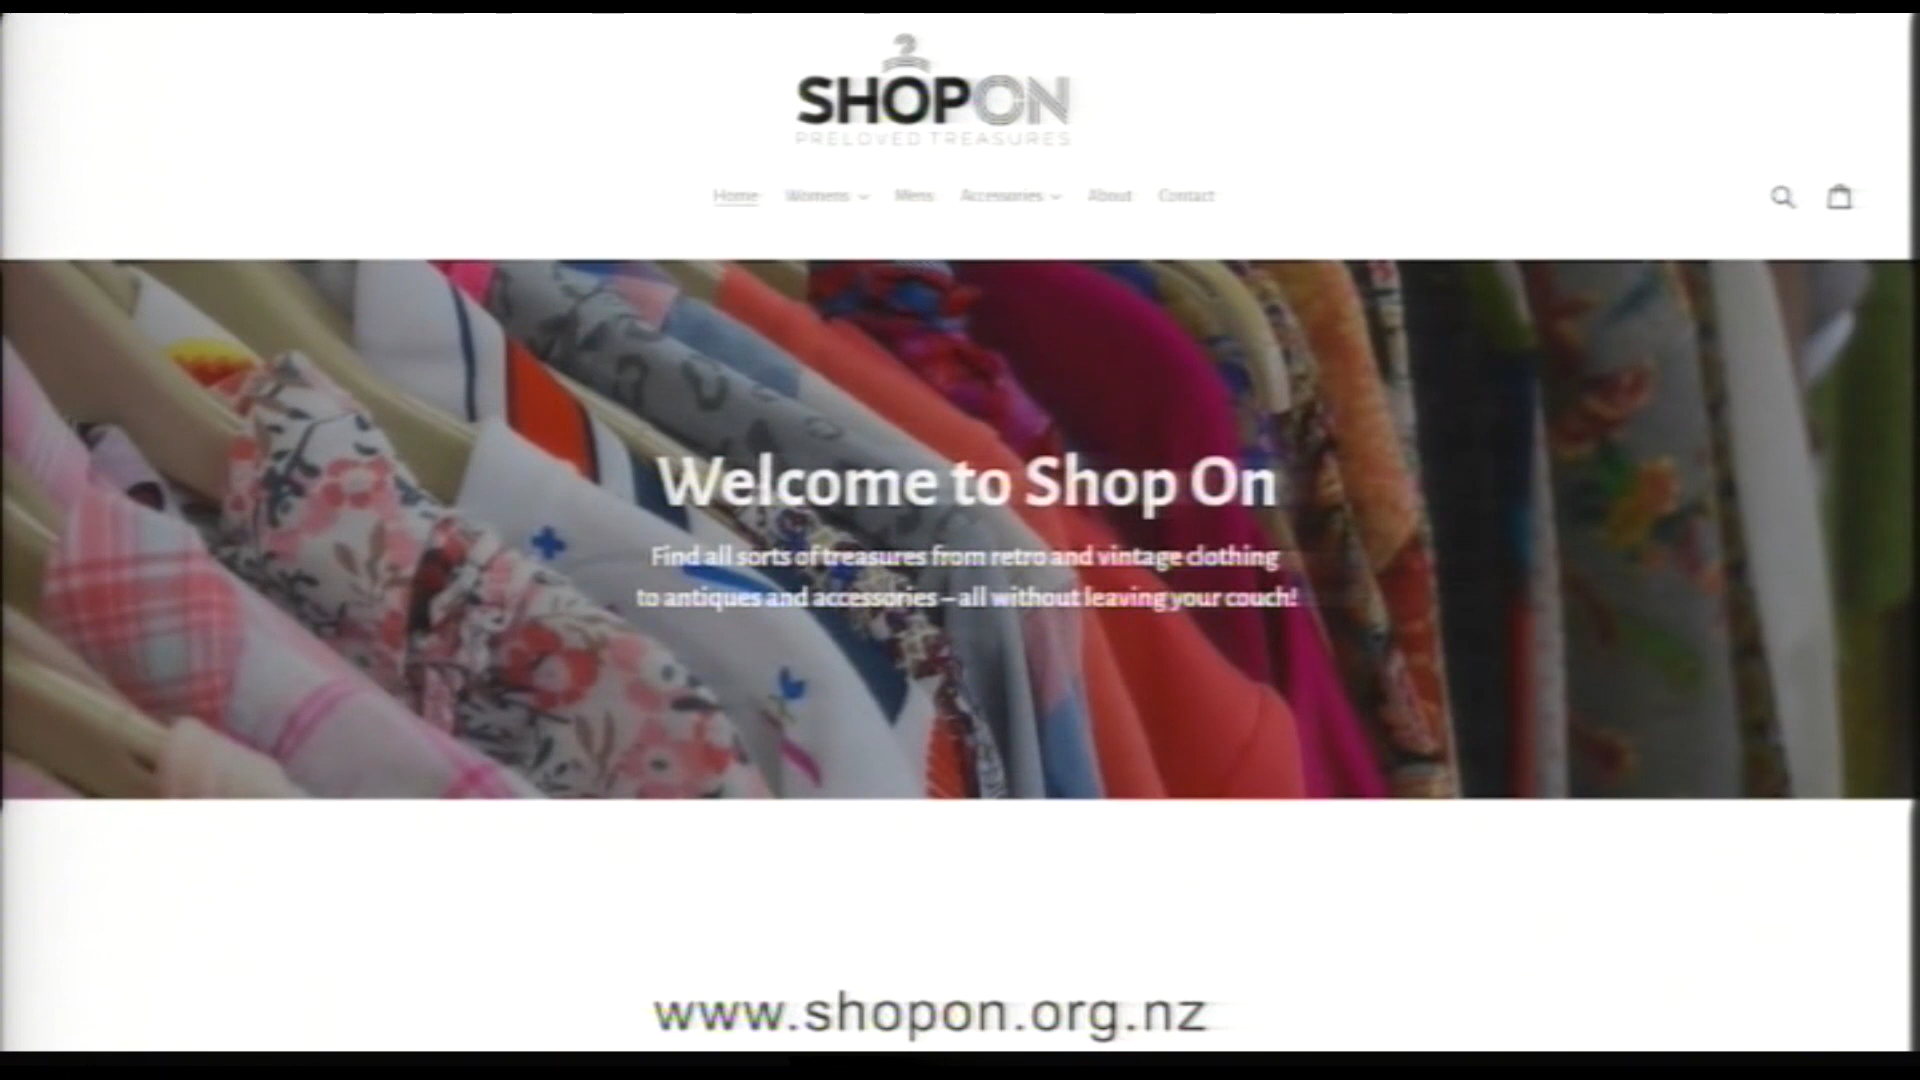 SHOPON
PRELOVED TREASURES
Home Womens Mens Accessories About Contact
Welcome to Shop On
Find all sorts of treasures from retro and vintage clothing
to antiques and accessories – all without leaving your couch!
www.shopon.org.nz